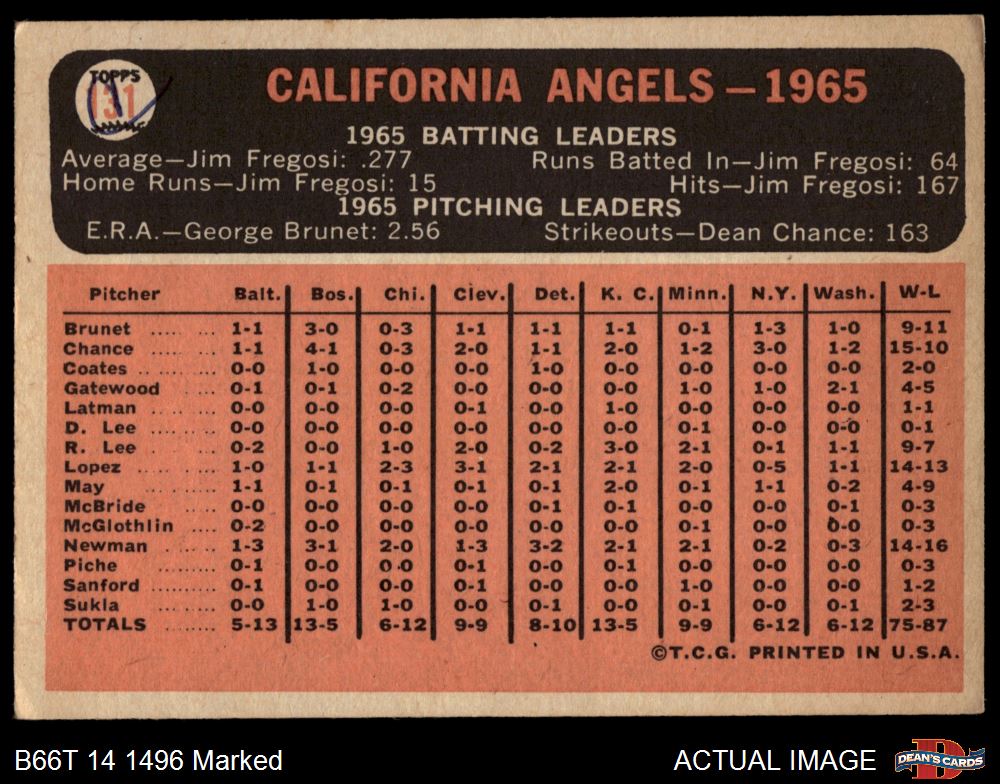 TOPPS
131
CALIFORNIA ANGELS — 1965
1965 BATTING LEADERS
Average—Jim Fregosi: .277 Runs Batted In—Jim Fregosi: 64
Home Runs—Jim Fregosi: 15 Hits—Jim Fregosi: 167
1965 PITCHING LEADERS
E.R.A.—George Brunet: 2.56 Strikeouts—Dean Chance: 163
Pitcher Balt. Bos. Chi. Clev. Det. K. C. Minn. N.Y. Wash. W-L
Brunet ..... ... 1-1 3-0 0-3 1-1 1-1 1-1 0-1 1-3 1-0 9-11
Chance ..... ... 1-1 4-1 0-3 2-0 1-1 2-0 1-2 3-0 1-2 15-10
Coates .. ..... ... 0-0 1-0 0-0 0-0 1-0 0-0 0-0 0-0 0-0 2-0
Gatewood .. ... 0-1 0-1 0-2 0-0 0-0 0-0 1-0 1-0 2-1 4-5
Latman .. .. .. ... 0-0 0-0 0-0 0-1 0-0 1-0 0-0 0-0 0-0 1-1
D. Lee ... .. ..... 0-0 0-0 0-0 0-0 0-0 0-0 0-1 0-0 0-0 0-1
R. Lee ... .. ... 0-2 0-0 1-0 2-0 0-2 3-0 2-1 0-1 1-1 9-7
Lopez ..... .. ... 1-0 1-1 2-3 3-1 2-1 2-1 2-0 0-5 1-1 14-13
May ..... ... 1-1 0-1 0-1 0-1 0-1 2-0 0-1 1-1 0-2 4-9
McBride .... 0-0 0-0 0-0 0-0 0-1 0-1 0-0 0-0 0-1 0-3
McGlothlin .... 0-2 0-0 0-0 0-0 0-0 0-0 0-1 0-0 0-0 0-3
Newman .. .. ... 1-3 3-1 2-0 1-3 3-2 2-1 2-1 0-2 0-3 14-16
Piche ......... 0-1 0-0 0-0 0-1 0-0 0-1 0-0 0-0 0-0 0-3
Sanford .......... 0-1 0-0 0-0 0-1 0-0 0-0 1-0 0-0 0-0 1-2
Sukla .......... 0-0 1-0 1-0 0-0 0-1 0-0 0-1 0-0 0-1 2-3
TOTALS ........ 5-13 13-5 6-12 9-9 8-10 13-5 9-9 6-12 6-12 75-87
©T.C.G. PRINTED IN U.S.A.
B66T 14 1496 Marked ACTUAL IMAGE
D
DEAN'S CARDS